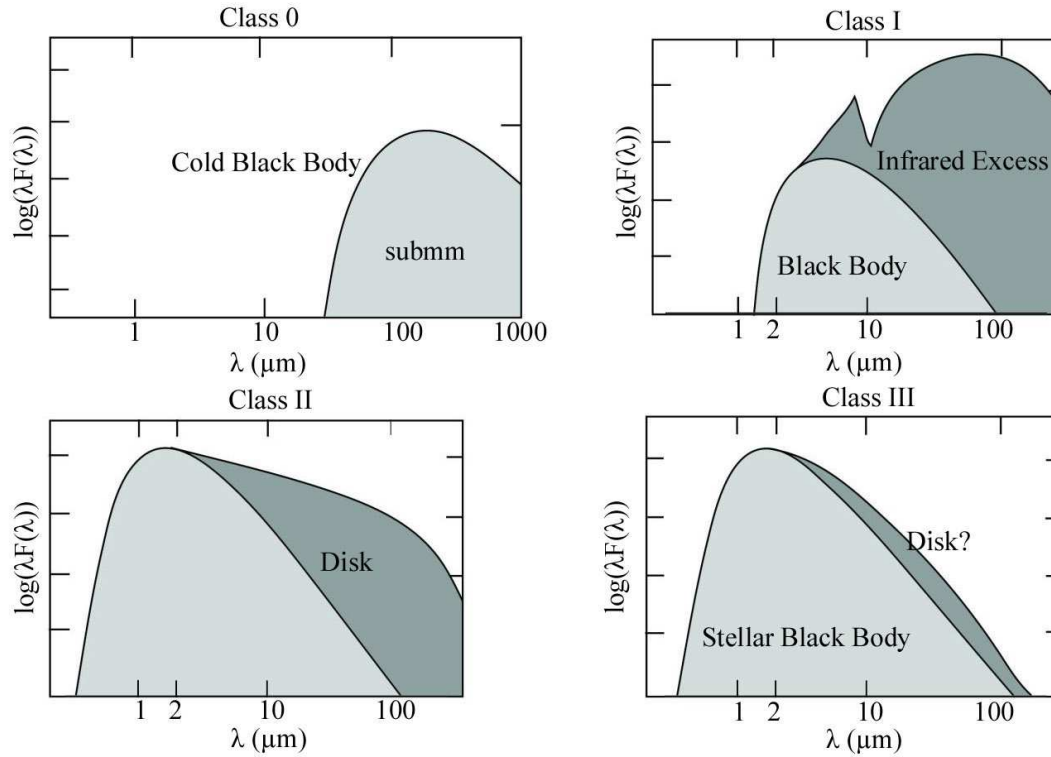 Class 0
log(λF(λ))
Cold Black Body
submm
1 10 100 1000
λ (μm)
Class I
log(λF(λ))
Infrared Excess
Black Body
1 2 10 100
λ (μm)
Class II
log(λF(λ))
Disk
1 2 10 100
λ (μm)
Class III
log(λF(λ))
Disk?
Stellar Black Body
1 2 10 100
λ (μm)